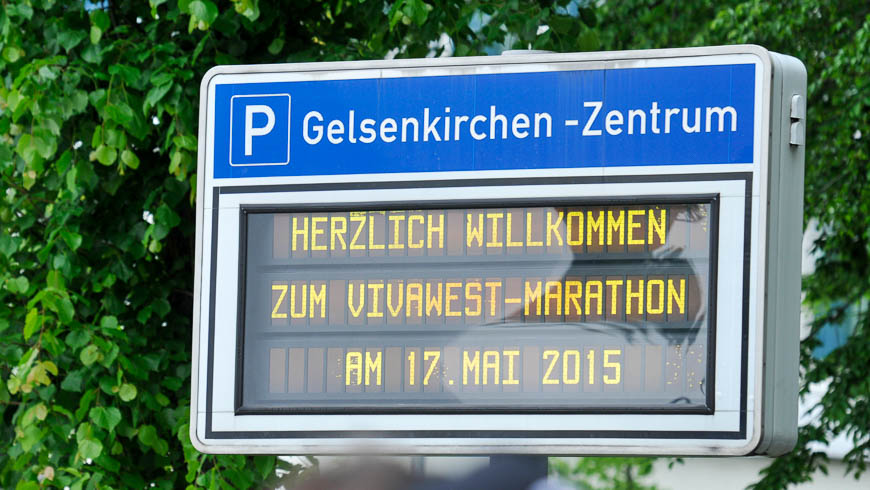 P Gelsenkirchen -Zentrum
HERZLICH WILLKOMMEN
ZUM VIVAWEST-MARATHON
AM 17.MAI 2015